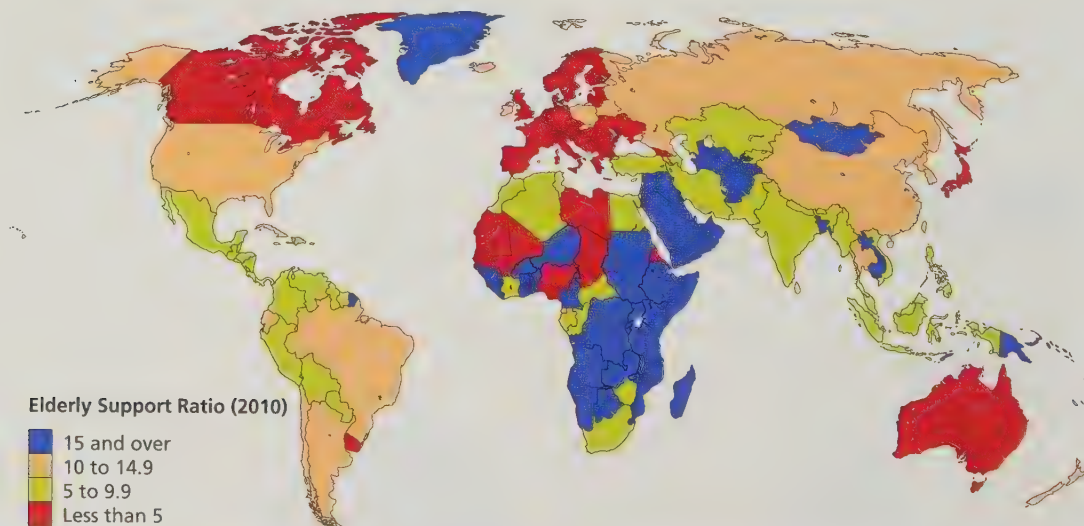 Elderly Support Ratio (2010)
15 and over
10 to 14.9
5 to 9.9
Less than 5